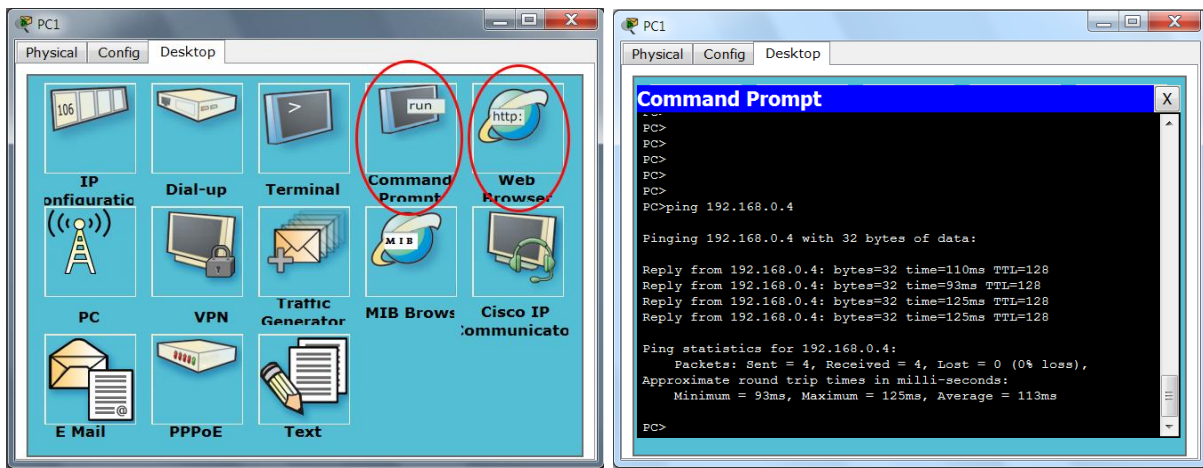 PC1
Physical Config Desktop
106
>
run
http:
IP
onfiguratio
Dial-up
Terminal
Command
Prompt
Web
Browser
MIB
?
PC
VPN
Traffic
Generator
MIB Brows
Cisco IP
ommunicato
@
E Mail
PPPoE
Text
PC1
Physical Config Desktop
Command Prompt
X
PC>
PC>
PC>
PC>
PC>
PC>ping 192.168.0.4
Pinging 192.168.0.4 with 32 bytes of data:
Reply from 192.168.0.4: bytes=32 time=110ms TTL=128
Reply from 192.168.0.4: bytes=32 time=93ms TTL=128
Reply from 192.168.0.4: bytes=32 time=125ms TTL=128
Reply from 192.168.0.4: bytes=32 time=125ms TTL=128
Ping statistics for 192.168.0.4:
Packets: Sent = 4, Received = 4, Lost = 0 (0% loss),
Approximate round trip times in milli-seconds:
Minimum = 93ms, Maximum = 125ms, Average = 113ms
PC>